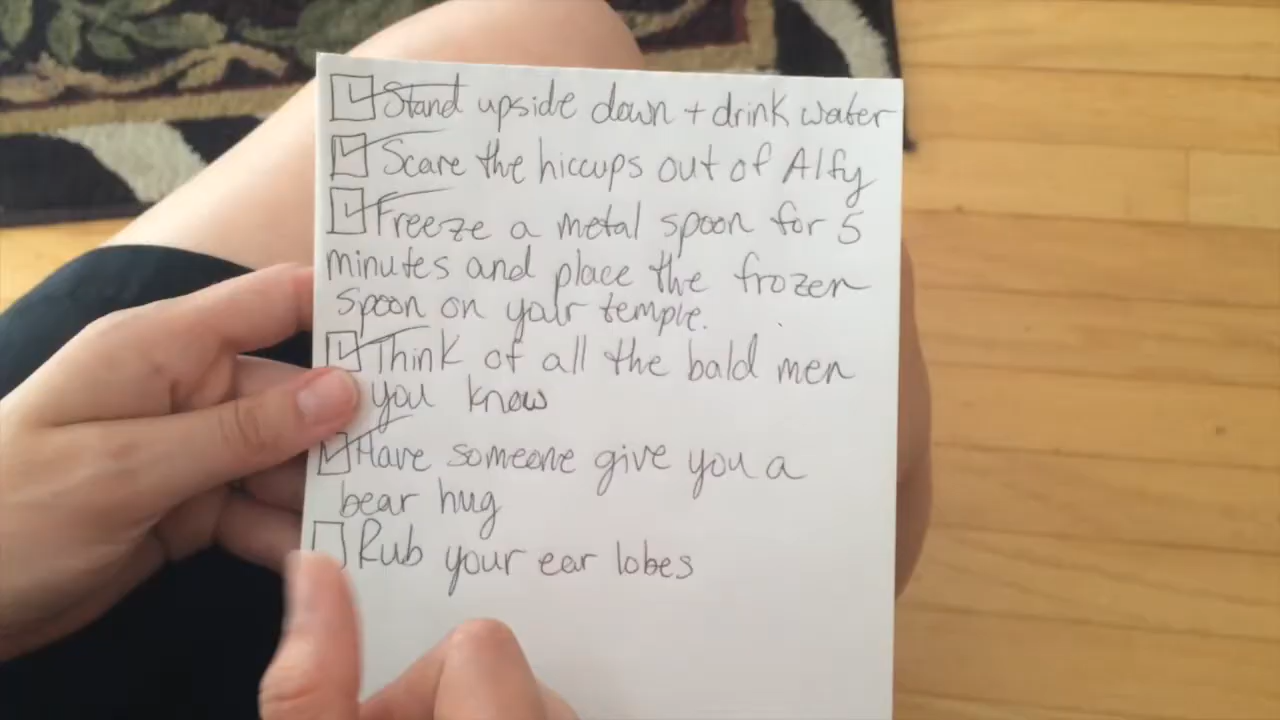 Stand upside down + drink water
Scare the hiccups out of Alfy
Freeze a metal spoon for 5
minutes and place the frozen
spoon on your temple.
Think of all the bald men
you know
Have someone give you a
bear hug
Rub your ear lobes